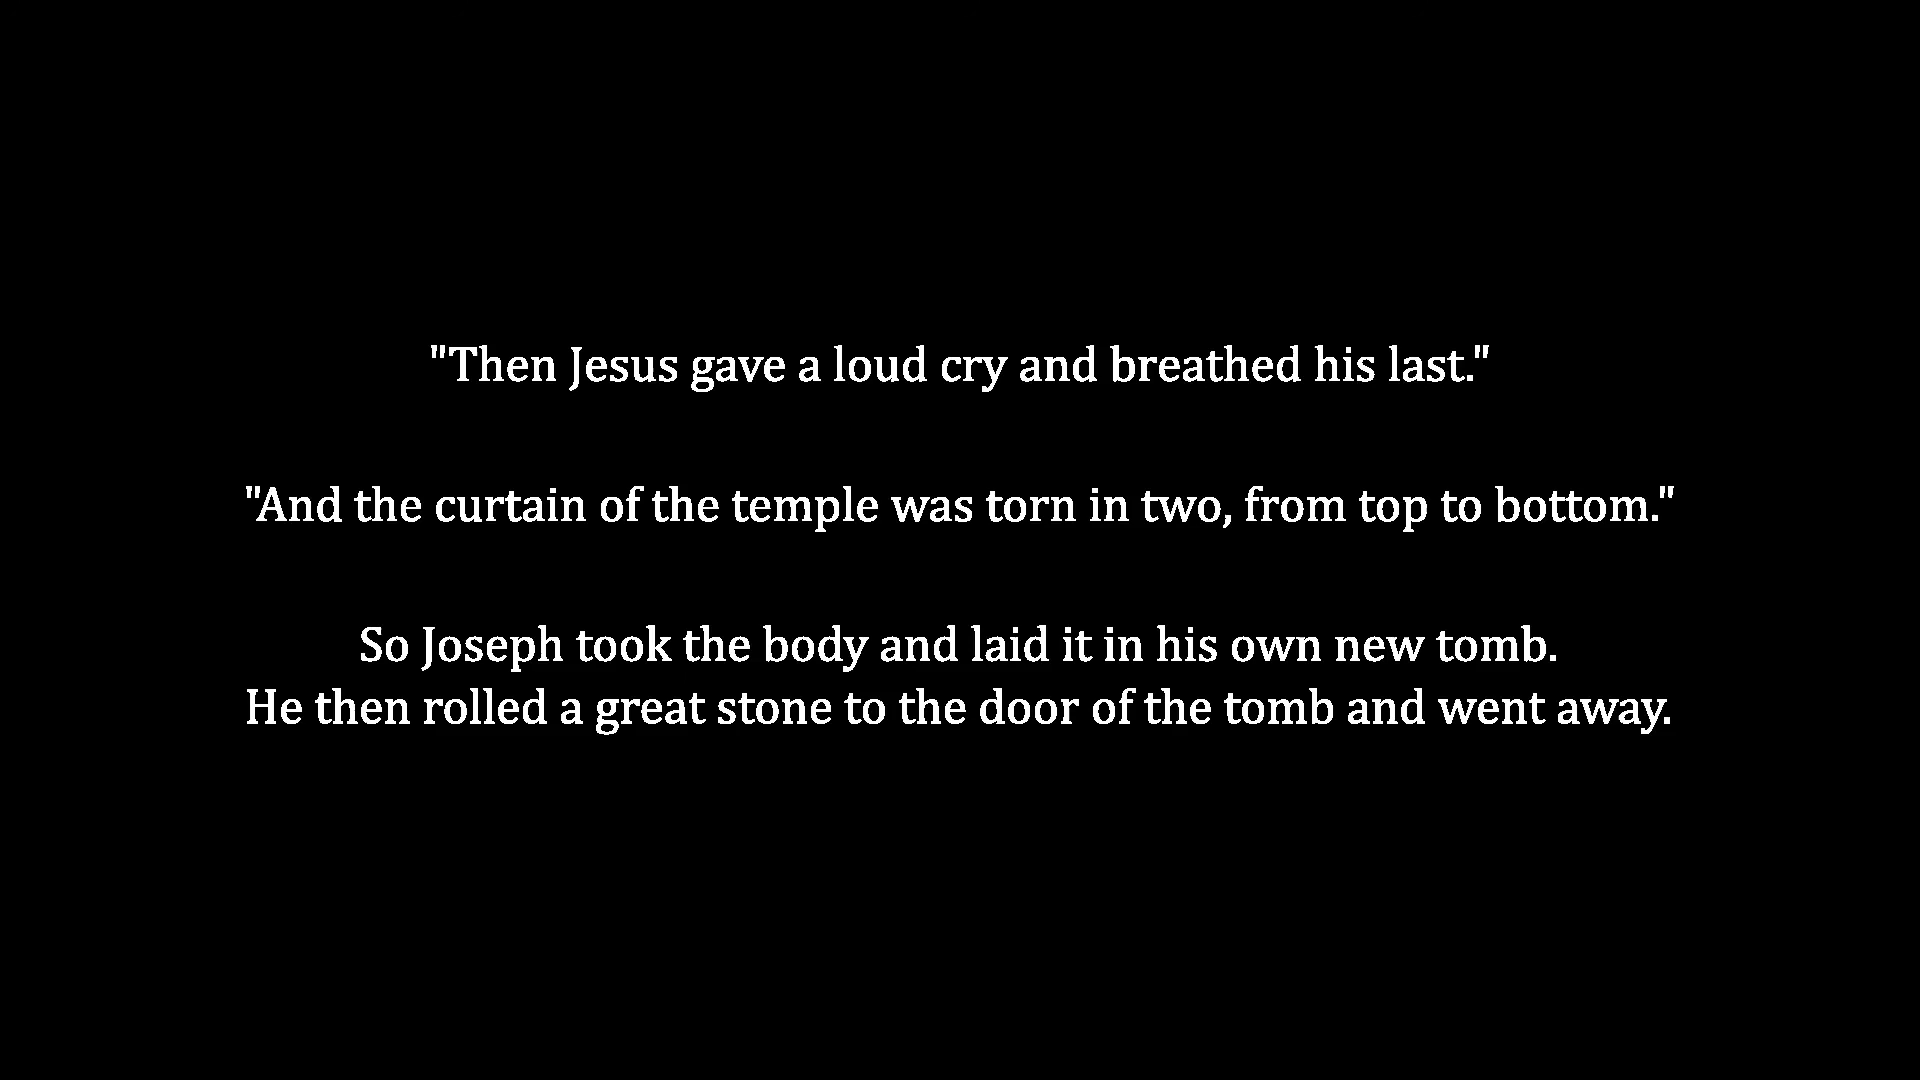 "Then Jesus gave a loud cry and breathed his last."
"And the curtain of the temple was torn in two, from top to bottom."
So Joseph took the body and laid it in his own new tomb.
He then rolled a great stone to the door of the tomb and went away.